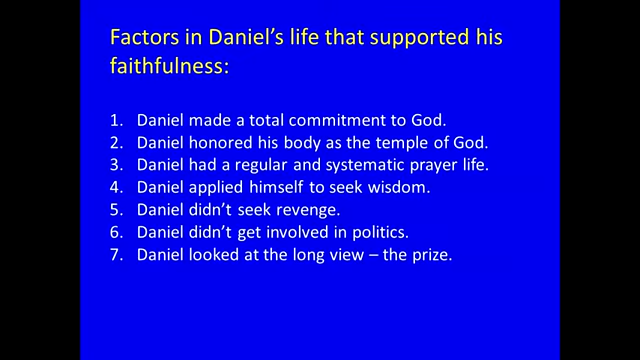 Factors in Daniel’s life that supported his
faithfulness:
1. Daniel made a total commitment to God.
2. Daniel honored his body as the temple of God.
3. Daniel had a regular and systematic prayer life.
4. Daniel applied himself to seek wisdom.
5. Daniel didn’t seek revenge.
6. Daniel didn’t get involved in politics.
7. Daniel looked at the long view – the prize.